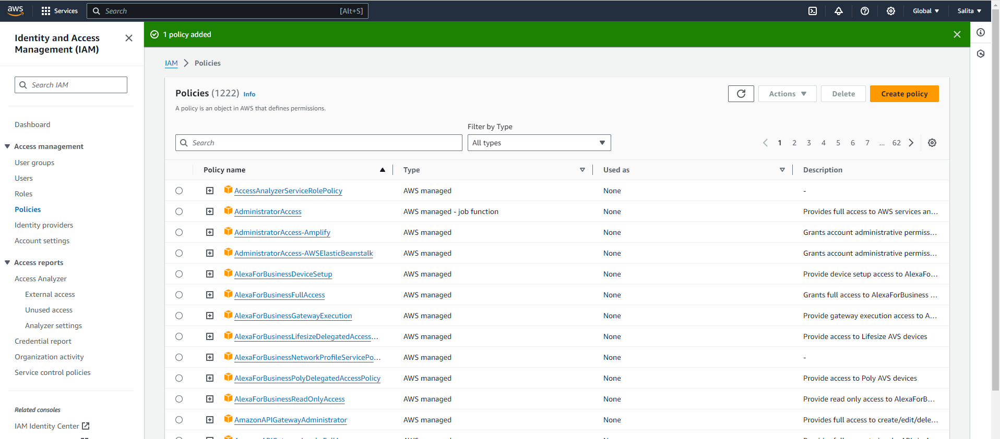 aws
Services
Search
[Alt+S]
Global
Salita
Identity and Access
Management (IAM)
Search IAM
Dashboard
Access management
User groups
Users
Roles
Policies
Identity providers
Account settings
Access reports
Access Analyzer
External access
Unused access
Analyzer settings
Credential report
Organization activity
Service control policies
Related consoles
IAM Identity Center
1 policy added
IAM > Policies
Policies (1222) Info
A policy is an object in AWS that defines permissions.
Actions
Delete
Create policy
Filter by Type
Search
All types
1 2 3 4 5 6 7 ... 62
Policy name Type Used as Description
AccessAnalyzerServiceRolePolicy AWS managed None -
AdministratorAccess AWS managed - job function None Provides full access to AWS services an...
AdministratorAccess-Amplify AWS managed None Grants account administrative permiss...
AdministratorAccess-AWSElasticBeanstalk AWS managed None Grants account administrative permiss...
AlexaForBusinessDeviceSetup AWS managed None Provide device setup access to AlexaFo...
AlexaForBusinessFullAccess AWS managed None Grants full access to AlexaForBusiness ...
AlexaForBusinessGatewayExecution AWS managed None Provide gateway execution access to A...
AlexaForBusinessLifesizeDelegatedAccess... AWS managed None Provide access to Lifesize AVS devices
AlexaForBusinessNetworkProfileServicePo... AWS managed None -
AlexaForBusinessPolyDelegatedAccessPolicy AWS managed None Provide access to Poly AVS devices
AlexaForBusinessReadOnlyAccess AWS managed None Provide read only access to AlexaForB...
AmazonAPIGatewayAdministrator AWS managed None Provides full access to create/edit/dele...